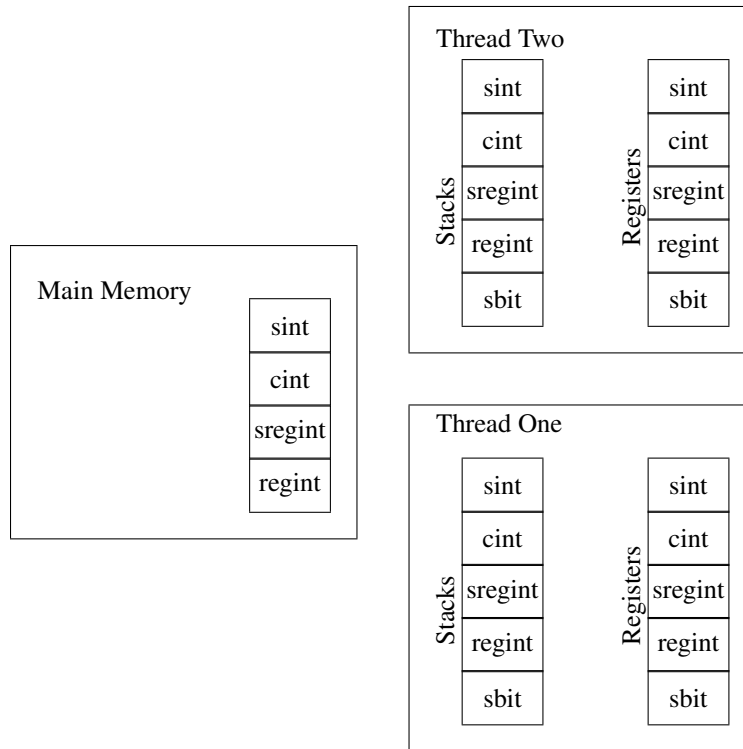 Thread Two
Stacks
sint
cint
sregint
regint
sbit
Registers
sint
cint
sregint
regint
sbit
Main Memory
sint
cint
sregint
regint
Thread One
Stacks
sint
cint
sregint
regint
sbit
Registers
sint
cint
sregint
regint
sbit